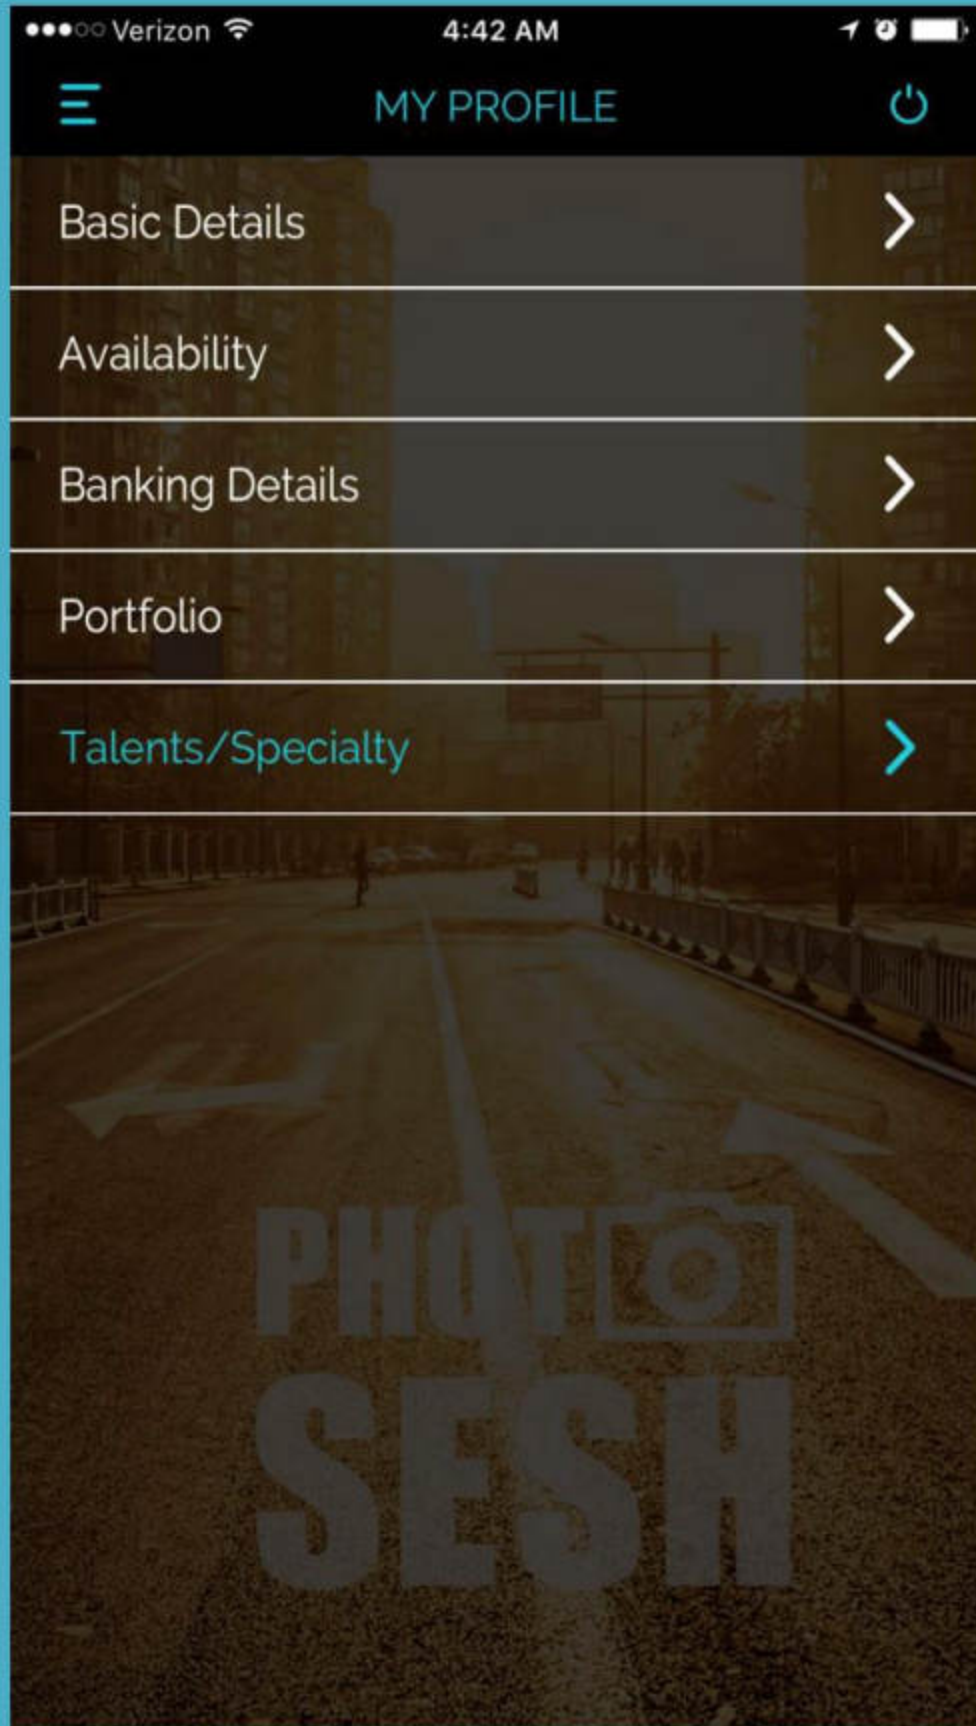 Verizon 4:42 AM
MY PROFILE
Basic Details
Availability
Banking Details
Portfolio
Talents/Specialty
PHOTO
SESH